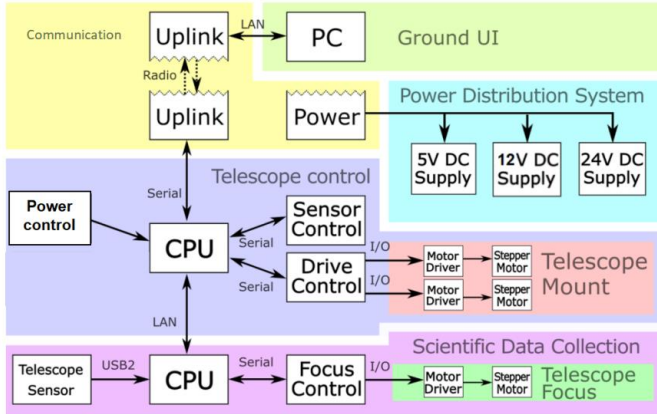 Communication
Uplink
LAN
PC
Ground UI
Radio
Uplink
Power
Power Distribution System
5V DC
Supply
12V DC
Supply
24V DC
Supply
Serial
Telescope control
Power
control
CPU
Serial
Sensor
Control
Serial
Drive
Control
I/O
I/O
Motor
Driver
Stepper
Motor
Motor
Driver
Stepper
Motor
Telescope
Mount
LAN
Scientific Data Collection
Telescope
Sensor
USB2
CPU
Serial
Focus
Control
I/O
Motor
Driver
Stepper
Motor
Telescope
Focus